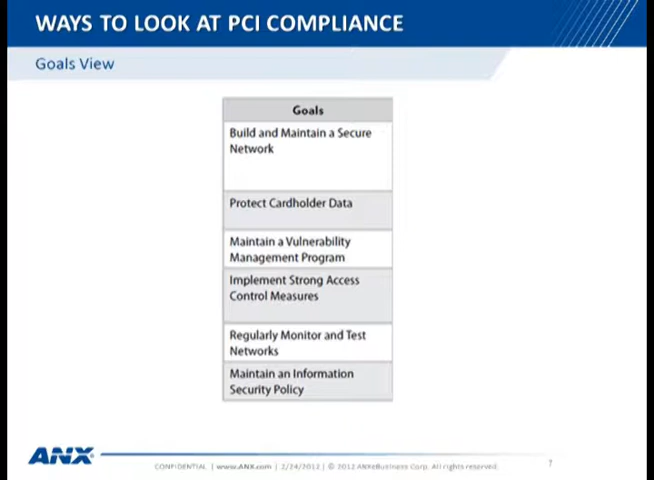 WAYS TO LOOK AT PCI COMPLIANCE
Goals View
Goals
Build and Maintain a Secure
Network
Protect Cardholder Data
Maintain a Vulnerability
Management Program
Implement Strong Access
Control Measures
Regularly Monitor and Test
Networks
Maintain an Information
Security Policy
ANX
CONFIDENTIAL | www.ANX.com | 2/24/2012 | © 2012 ANXeBusiness Corp. All rights reserved.
7